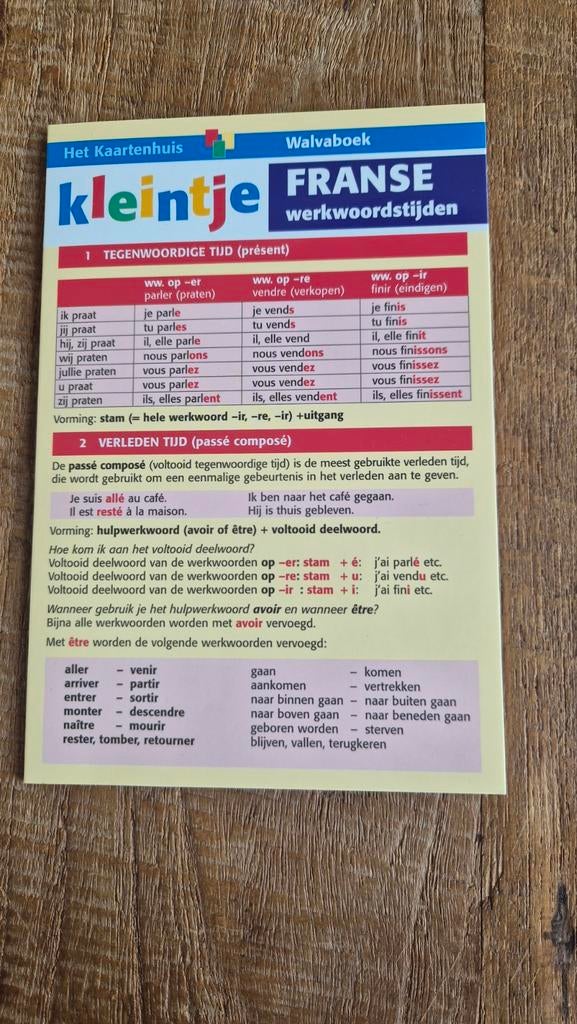 Het Kaartenhuis
Walvaboek
kleintje
FRANSE
werkwoordstijden
1 TEGENWOORDIGE TIJD (présent)
ww. op –er ww. op –re ww. op –ir
parler (praten) vendre (verkopen) finir (eindigen)
ik praat je parle je vends je finis
jij praat tu parles tu vends tu finis
hij, zij praat il, elle parle il, elle vend il, elle finit
wij praten nous parlons nous vendons nous finissons
jullie praten vous parlez vous vendez vous finissez
u praat vous parlez vous vendez vous finissez
zij praten ils, elles parlent ils, elles vendent ils, elles finissent
Vorming: stam (= hele werkwoord –ir, –re, –ir) +uitgang
2 VERLEDEN TIJD (passé composé)
De passé composé (voltooid tegenwoordige tijd) is de meest gebruikte verleden tijd,
die wordt gebruikt om een eenmalige gebeurtenis in het verleden aan te geven.
Je suis allé au café. Ik ben naar het café gegaan.
Il est resté à la maison. Hij is thuis gebleven.
Vorming: hulpwerkwoord (avoir of être) + voltooid deelwoord.
Hoe kom ik aan het voltooid deelwoord?
Voltooid deelwoord van de werkwoorden op –er: stam + é: j'ai parlé etc.
Voltooid deelwoord van de werkwoorden op –re: stam + u: j'ai vendu etc.
Voltooid deelwoord van de werkwoorden op –ir : stam + i: j'ai fini etc.
Wanneer gebruik je het hulpwerkwoord avoir en wanneer être?
Bijna alle werkwoorden worden met avoir vervoegd.
Met être worden de volgende werkwoorden vervoegd:
aller – venir gaan – komen
arriver – partir aankomen – vertrekken
entrer – sortir naar binnen gaan – naar buiten gaan
monter – descendre naar boven gaan – naar beneden gaan
naître – mourir geboren worden – sterven
rester, tomber, retourner blijven, vallen, terugkeren